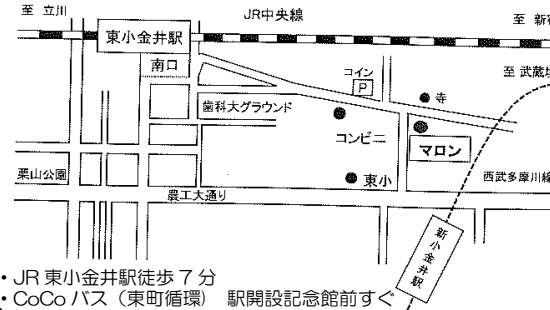 至 立川
JR中央線
至 新宿
東小金井駅
南口
コイン
P
至 武蔵境
寺
歯科大グラウンド
コンビニ
マロン
栗山公園
東小
西武多摩川線
農工大通り
新小金井駅
・JR 東小金井駅徒歩 7 分
・CoCo バス（東町循環） 駅開設記念館前すぐ